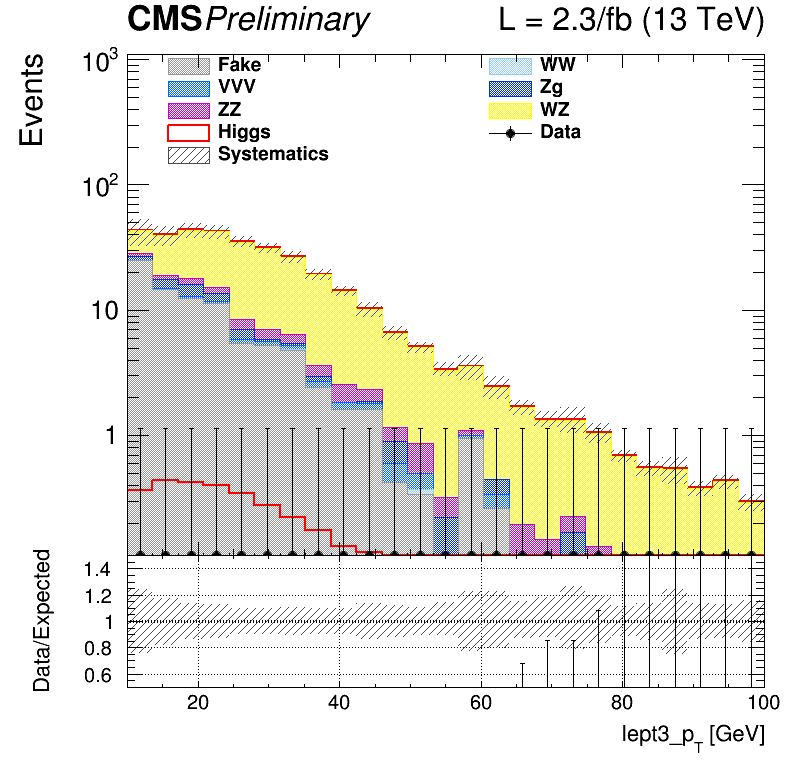 CMS Preliminary L = 2.3/fb (13 TeV)
Events
Fake
VVV
ZZ
Higgs
Systematics
WW
Zg
WZ
Data
10³
10²
10
1
Data/Expected
1.4
1.2
1
0.8
0.6
20 40 60 80 100
lept3_p_T [GeV]